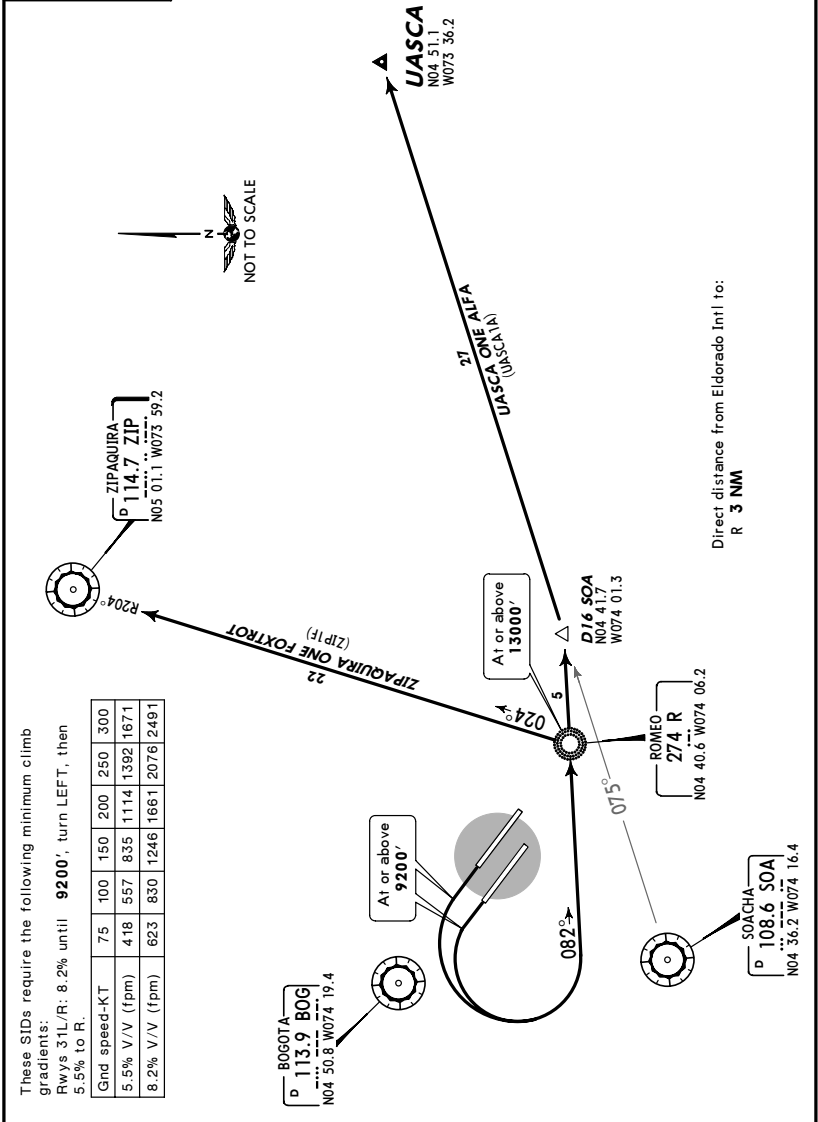 These SIDs require the following minimum climb
gradients:
Rwys 31L/R: 8.2% until 9200', turn LEFT, then
5.5% to R.
Gnd speed-KT 75 100 150 200 250 300
5.5% V/V (fpm) 418 557 835 1114 1392 1671
8.2% V/V (fpm) 623 830 1246 1661 2076 2491
ZIPAQUIRA
D 114.7 ZIP
N05 01.1 W073 59.2
N
NOT TO SCALE
UASCA
N04 51.1
W073 36.2
R204°
ZIPAQUIRA ONE FOXTROT
(ZIP1F)
22
024°
27
UASCA ONE ALFA
(UASCA1A)
BOGOTA
D 113.9 BOG
N04 50.8 W074 19.4
At or above
9200'
At or above
13000'
082°
5
D16 SOA
N04 41.7
W074 01.3
075°
ROMEO
274 R
N04 40.6 W074 06.2
SOACHA
D 108.6 SOA
N04 36.2 W074 16.4
Direct distance from Eldorado Intl to:
R 3 NM